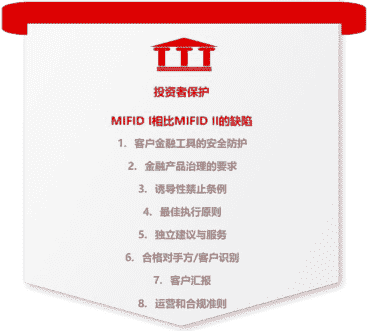 投资者保护
MIFID I相比MIFID II的缺陷
1. 客户金融工具的安全防护
2. 金融产品治理的要求
3. 诱导性禁止条例
4. 最佳执行原则
5. 独立建议与服务
6. 合格对手方/客户识别
7. 客户汇报
8. 运营和合规准则